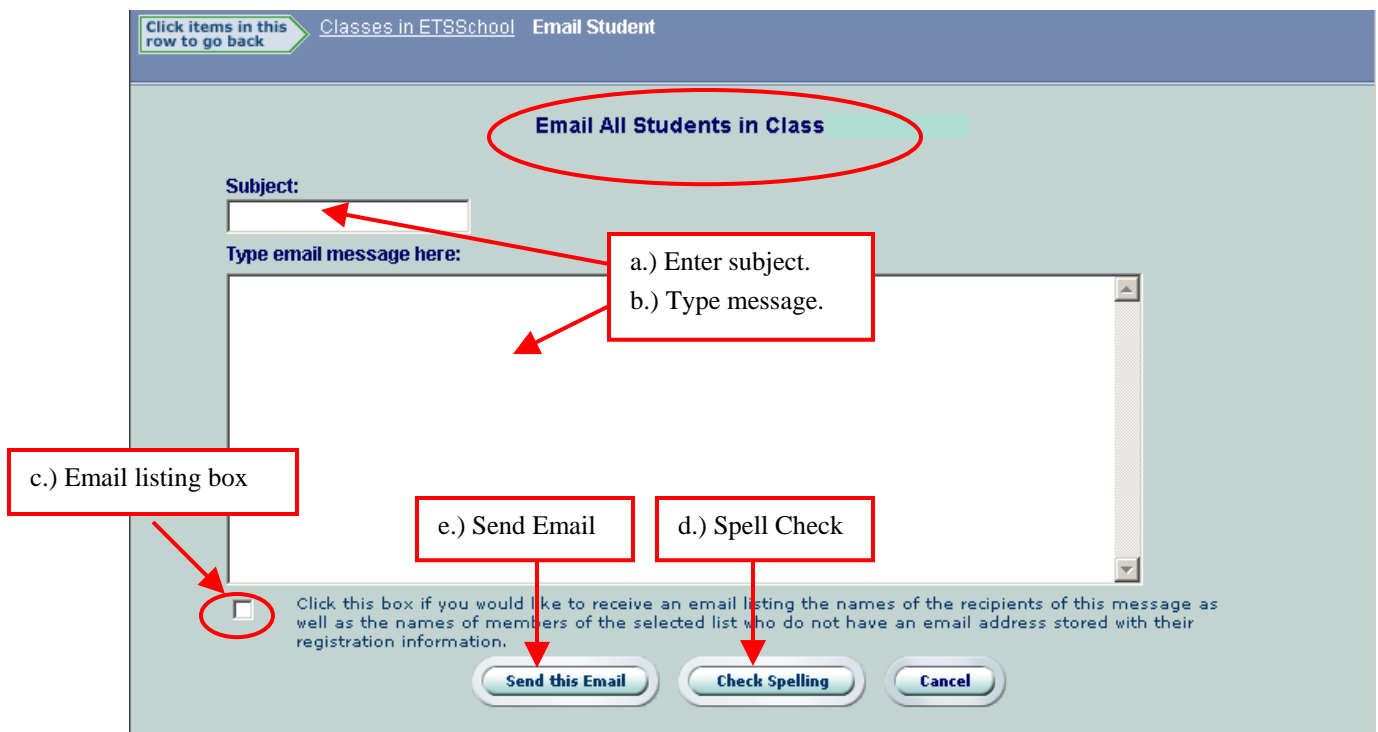 Click items in this
row to go back
Classes in ETSSchool Email Student
Email All Students in Class
Subject:
Type email message here:
a.) Enter subject.
b.) Type message.
c.) Email listing box
e.) Send Email
d.) Spell Check
Click this box if you would like to receive an email listing the names of the recipients of this message as
well as the names of members of the selected list who do not have an email address stored with their
registration information.
Send this Email
Check Spelling
Cancel